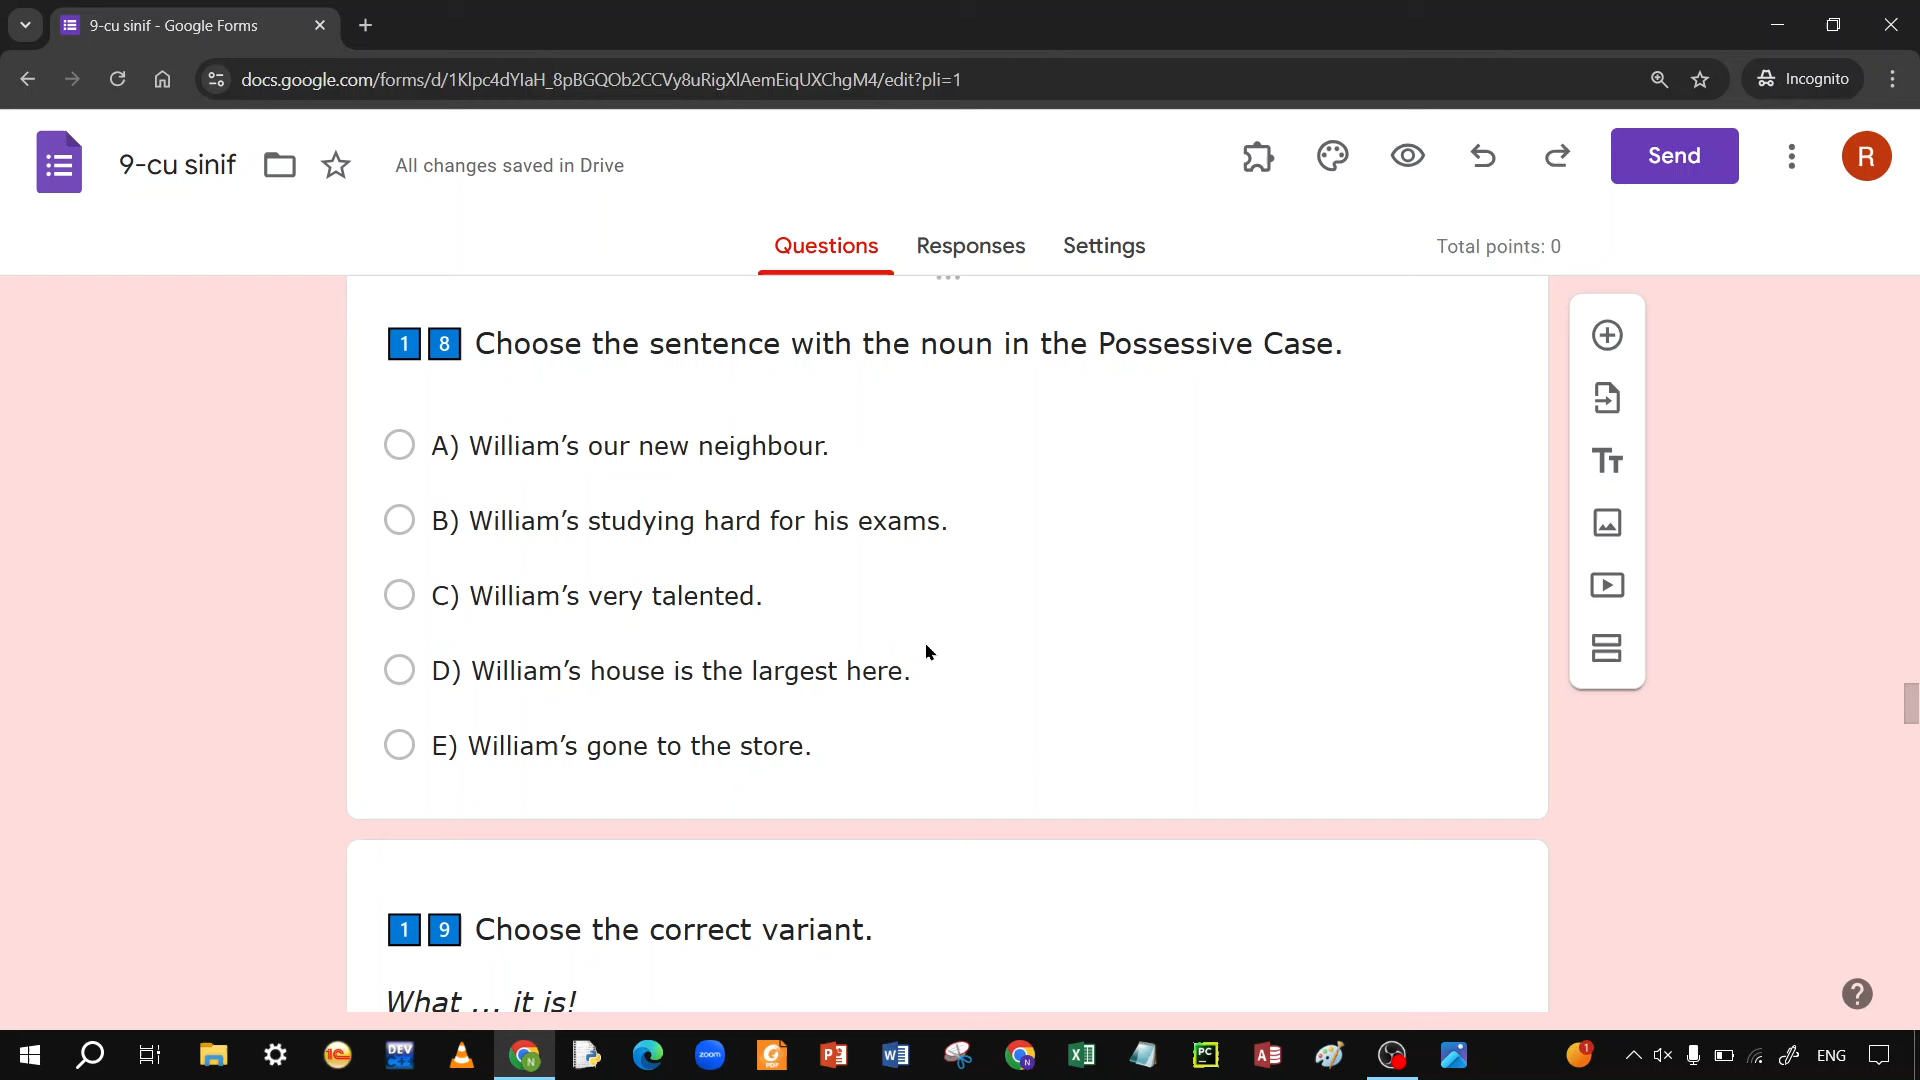 9-cu sinif - Google Forms
docs.google.com/forms/d/1Klpc4dYIaH_8pBGQOb2CCVy8uRigXlAemEiqUXChgM4/edit?pli=1
Incognito
9-cu sinif
All changes saved in Drive
Send
R
Questions
Responses
Settings
Total points: 0
1 8 Choose the sentence with the noun in the Possessive Case.
A) William’s our new neighbour.
B) William’s studying hard for his exams.
C) William’s very talented.
D) William’s house is the largest here.
E) William’s gone to the store.
1 9 Choose the correct variant.
What ... it is!
ENG